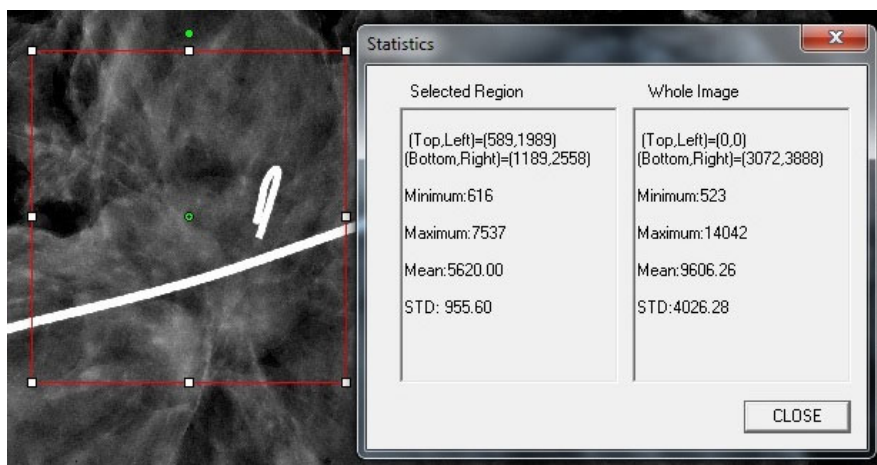 Statistics
Selected Region
Whole Image
(Top,Left)=(589,1989)
(Bottom,Right)=(1189,2558)
Minimum:616
Maximum:7537
Mean:5620.00
STD: 955.60
(Top,Left)=(0,0)
(Bottom,Right)=(3072,3888)
Minimum:523
Maximum:14042
Mean:9606.26
STD:4026.28
CLOSE